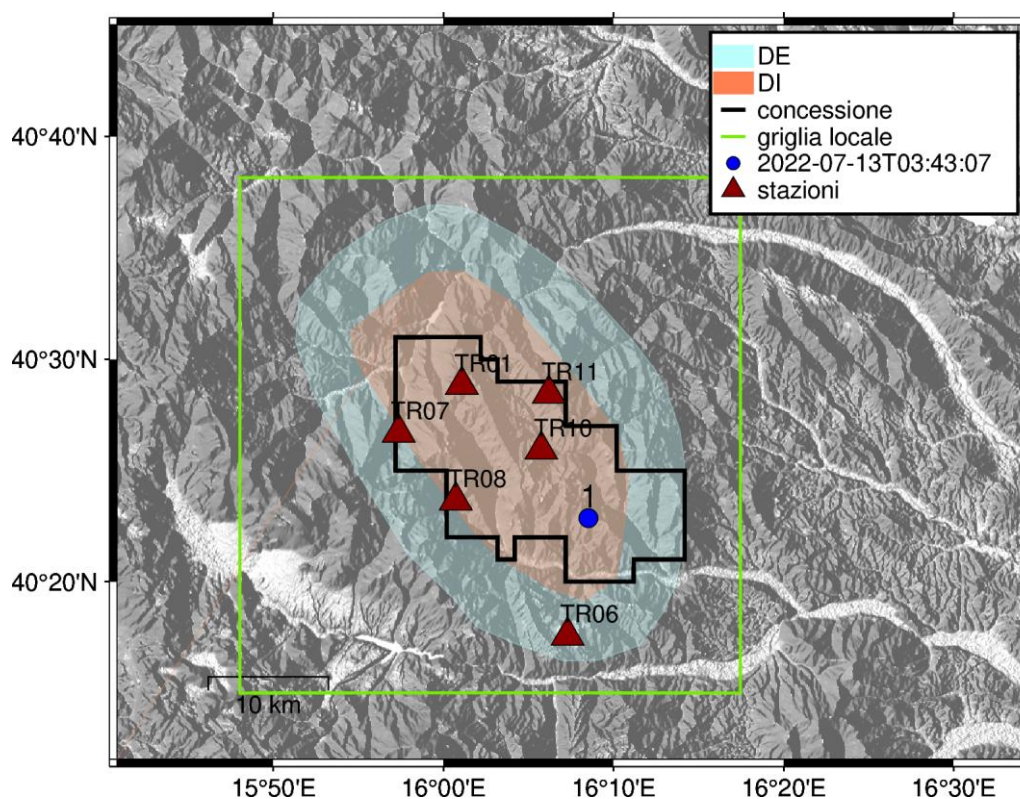 DE
DI
concessione
griglia locale
2022-07-13T03:43:07
stazioni
40°40'N
40°30'N
TR01
TR11
TR07
TR10
TR08
1
40°20'N
TR06
10 km
15°50'E
16°00'E
16°10'E
16°20'E
16°30'E